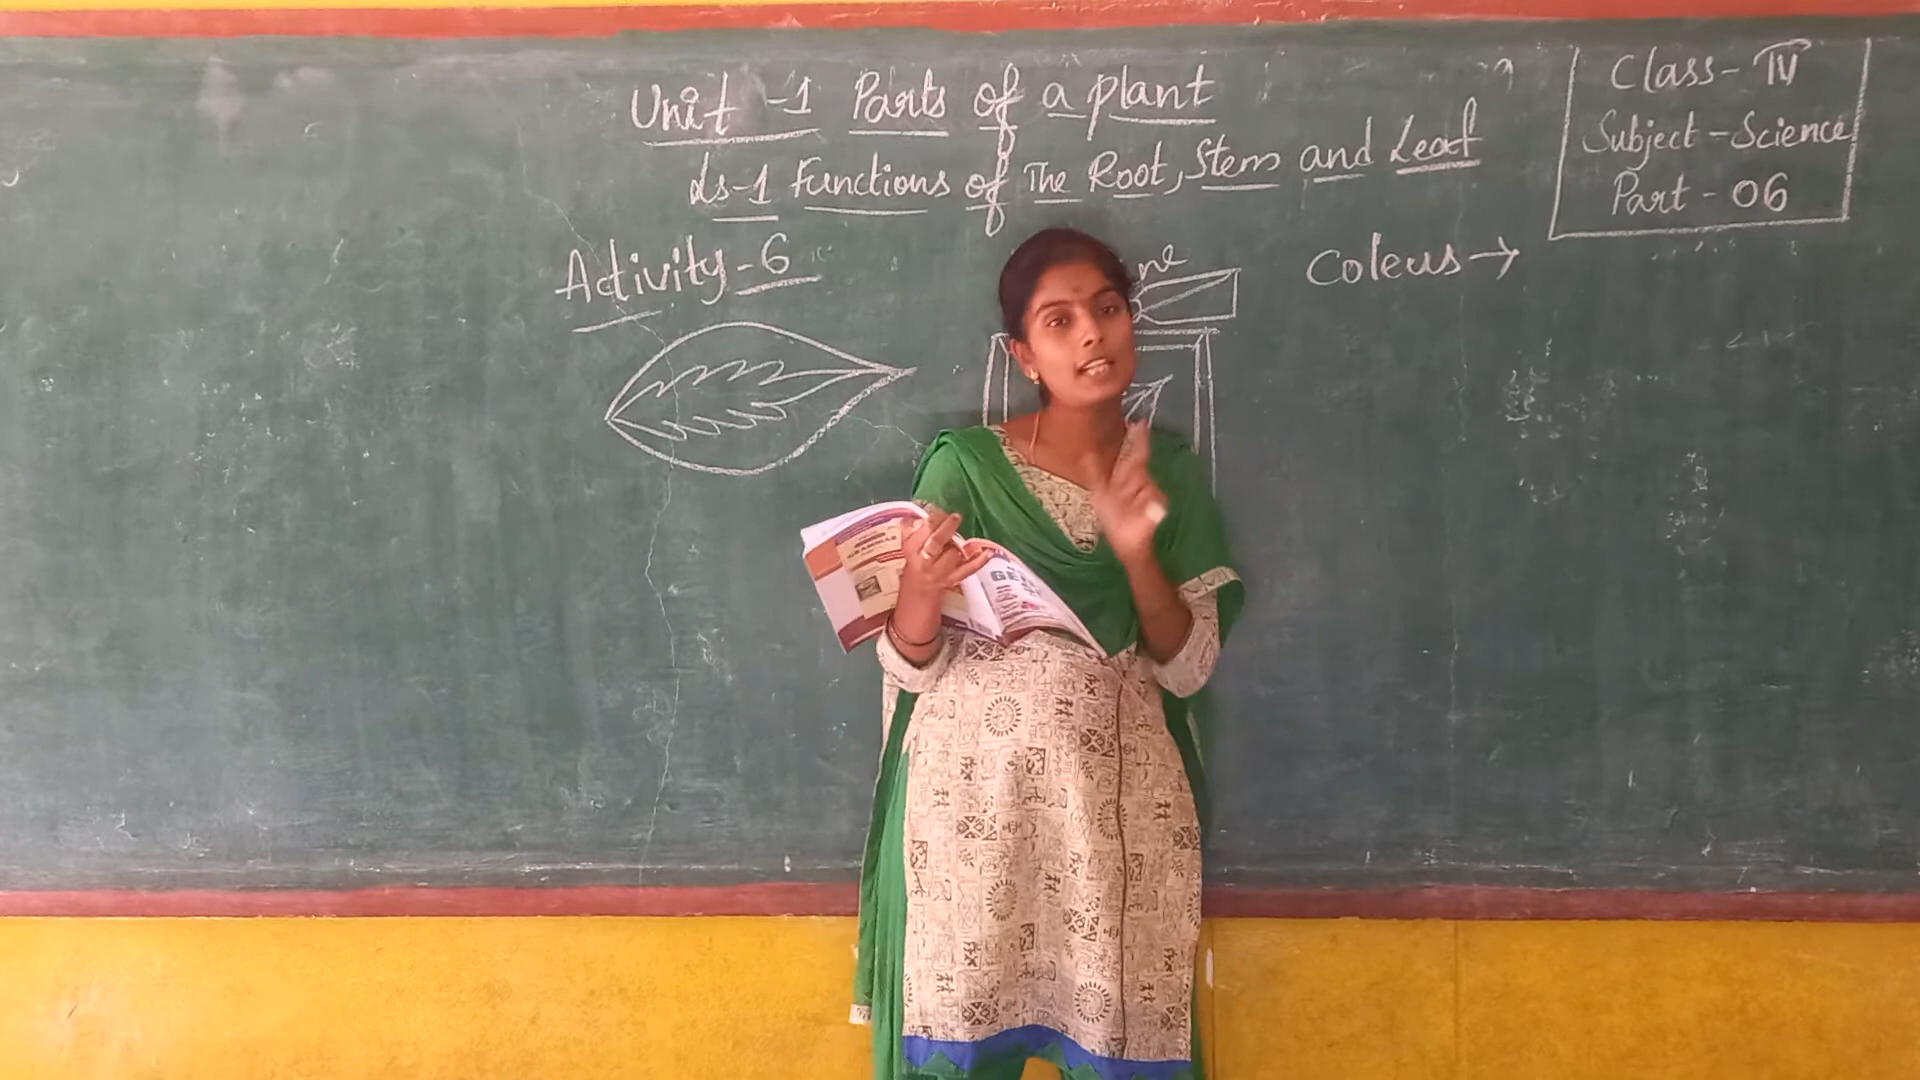 Unit -1 Parts of a plant
Ls-1 Functions of The Root, Stem and Leaf
Class - IV
Subject - Science
Part - 06
Activity - 6
Coleus →